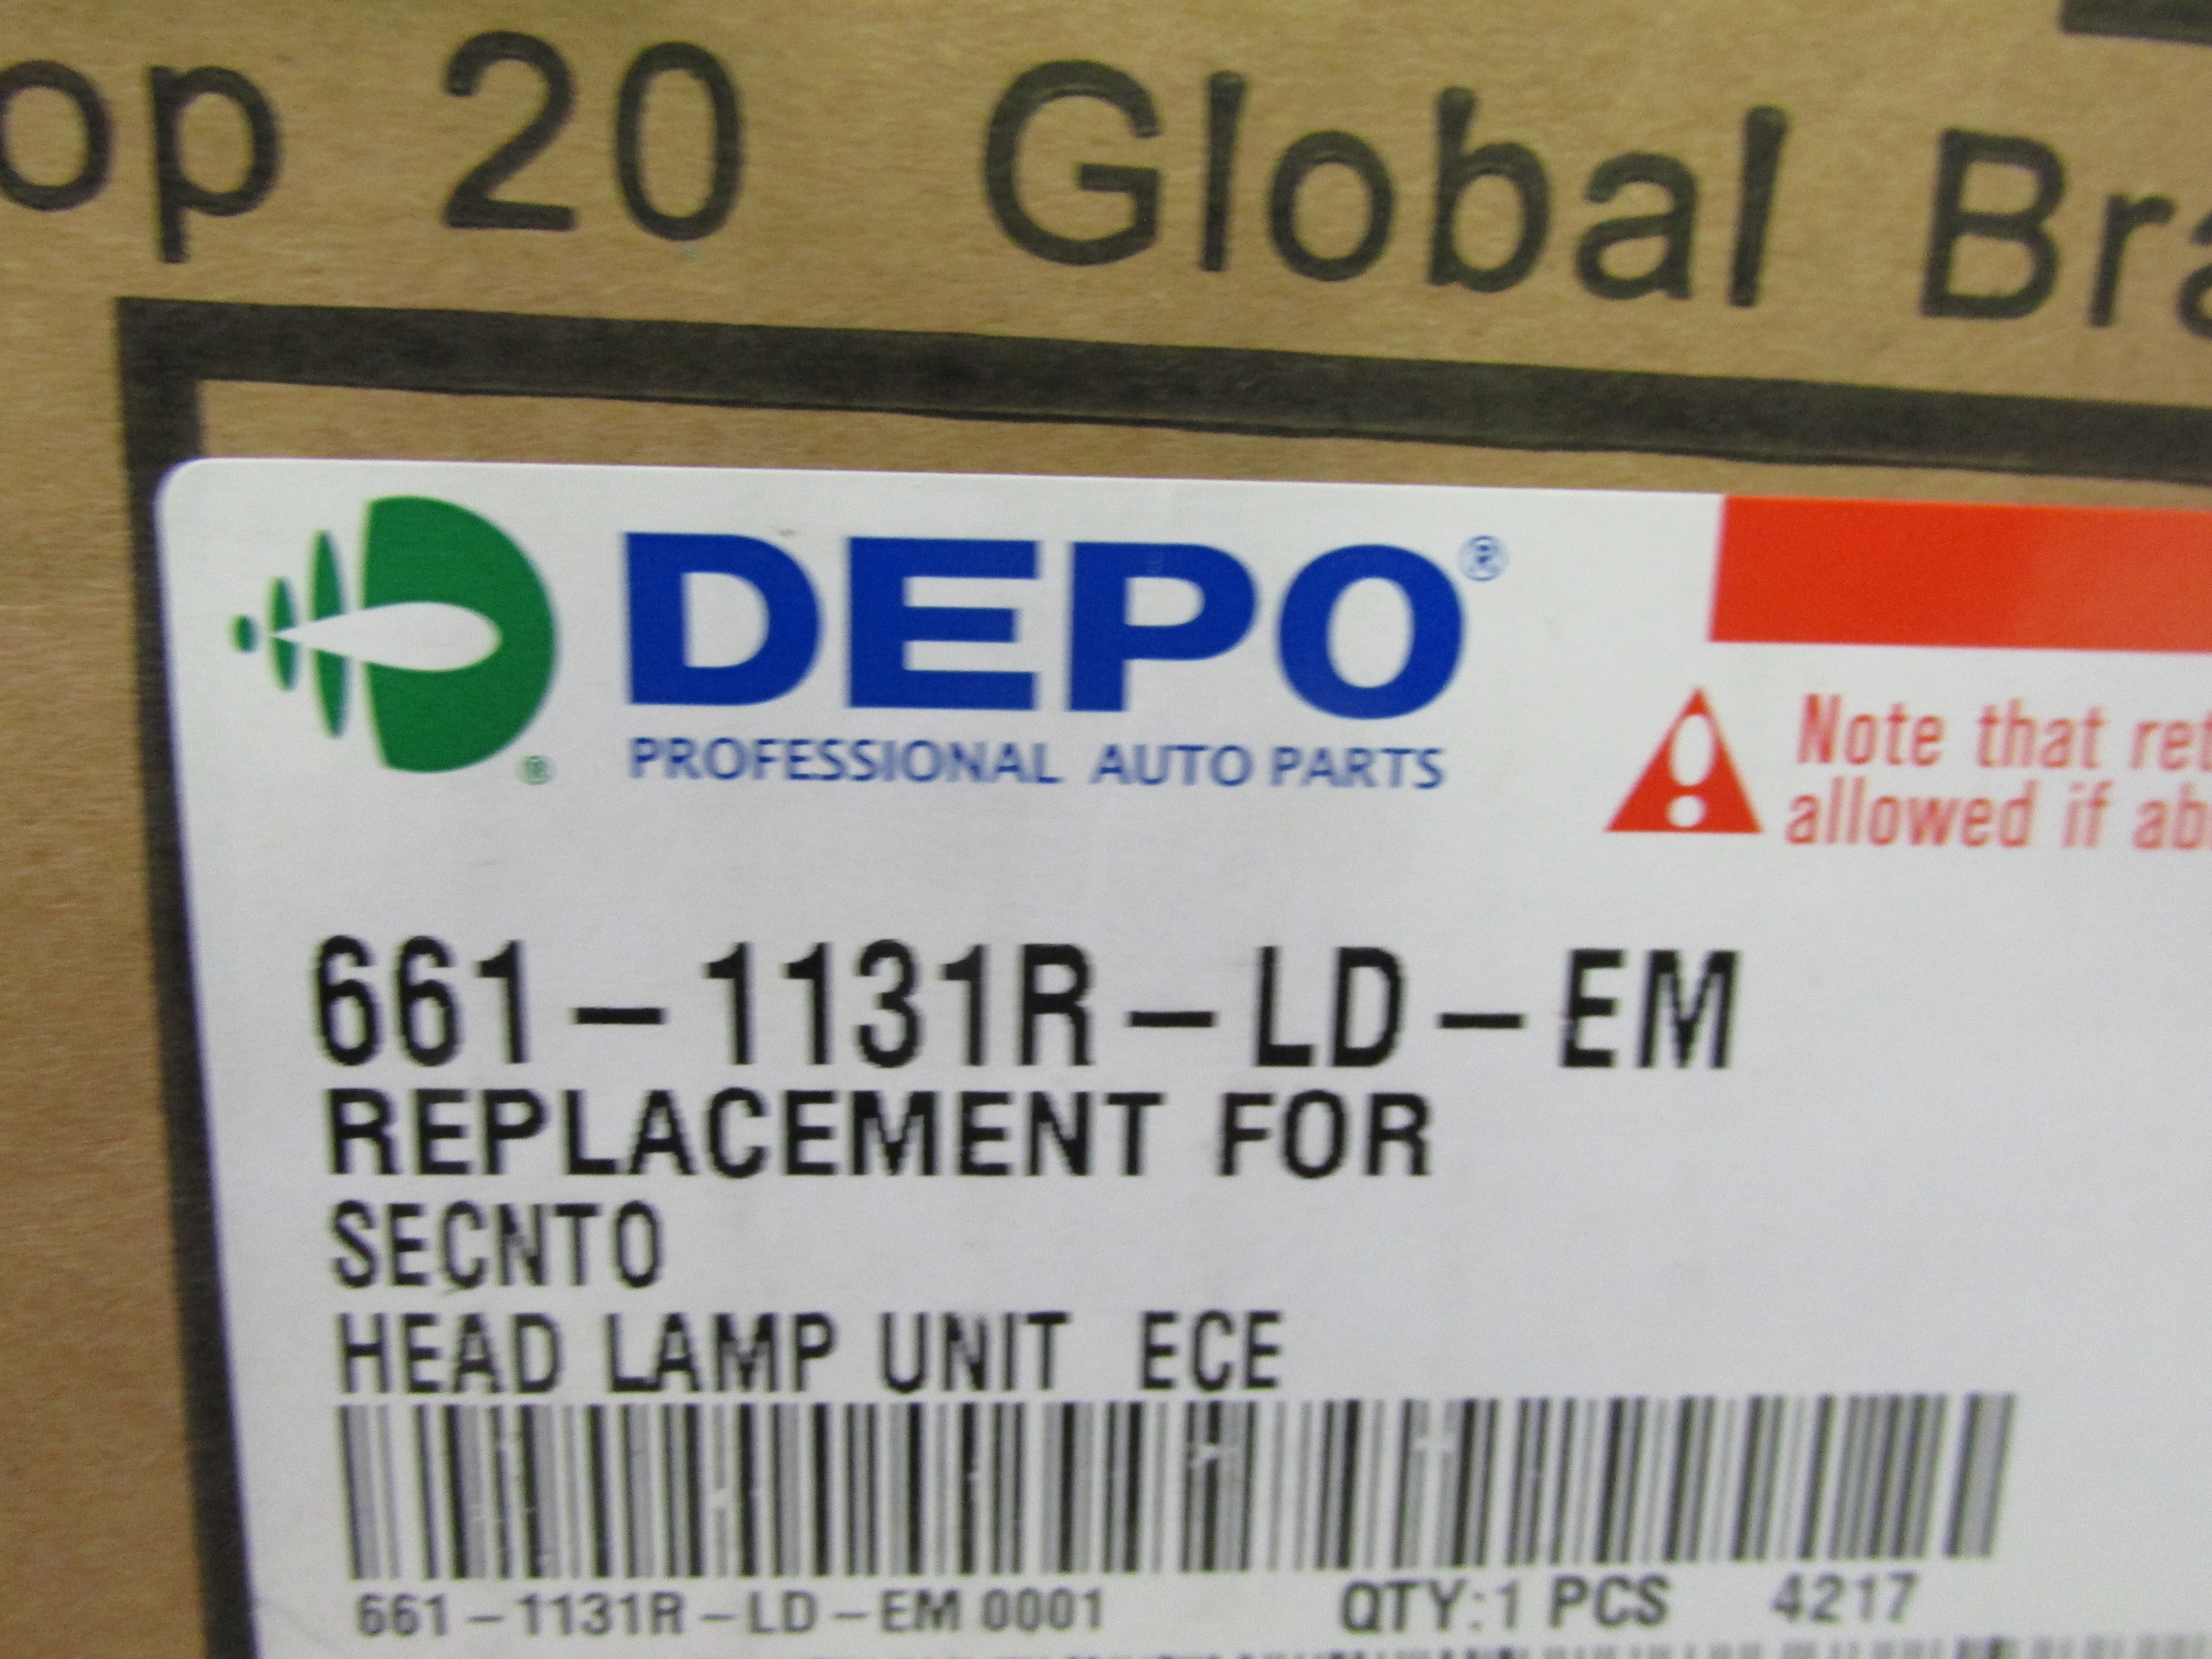 op 20 Global Bra
DEPO®
®
PROFESSIONAL AUTO PARTS
Note that ret
allowed if ab
661-1131R-LD-EM
REPLACEMENT FOR
SECNTO
HEAD LAMP UNIT ECE
661-1131R-LD-EM 0001 QTY:1 PCS 4217